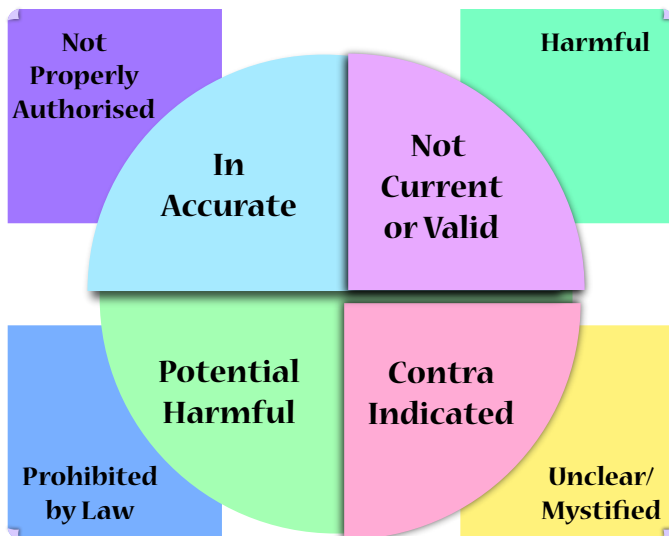 Not
Properly
Authorised
Harmful
In
Accurate
Not
Current
or Valid
Potential
Harmful
Contra
Indicated
Prohibited
by Law
Unclear/
Mystified